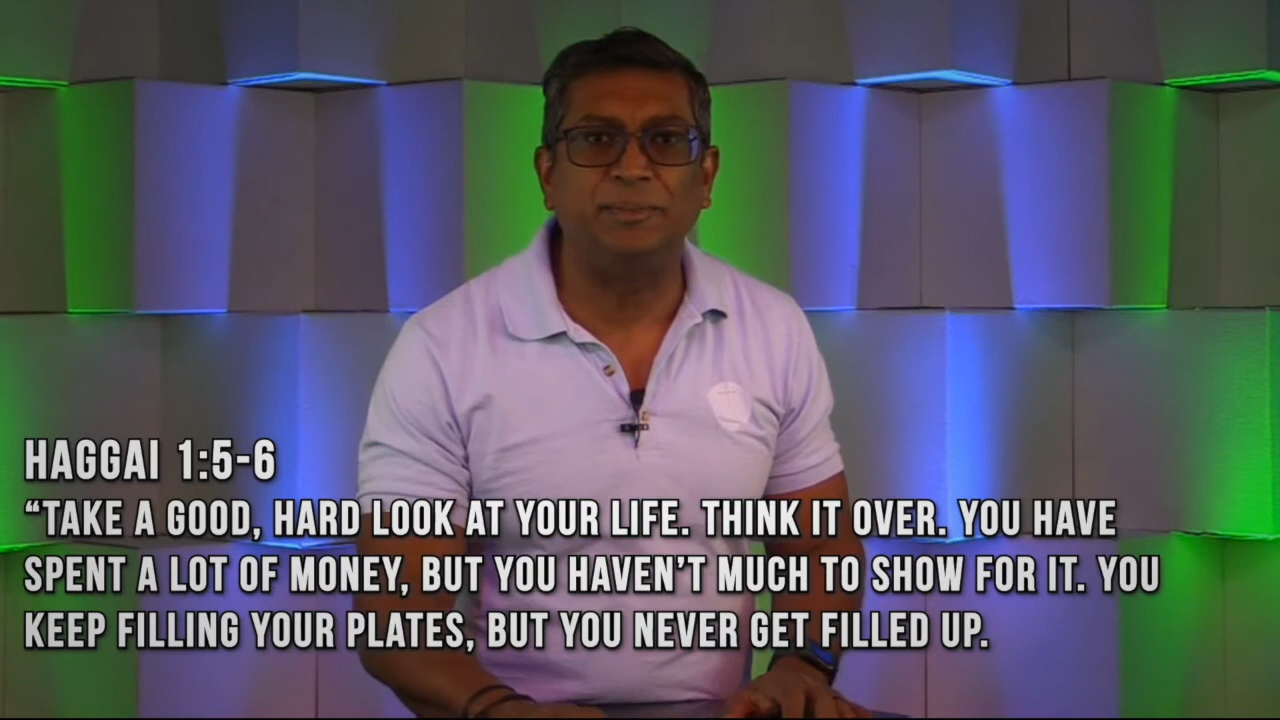 HAGGAI 1:5-6
“TAKE A GOOD, HARD LOOK AT YOUR LIFE. THINK IT OVER. YOU HAVE
SPENT A LOT OF MONEY, BUT YOU HAVEN’T MUCH TO SHOW FOR IT. YOU
KEEP FILLING YOUR PLATES, BUT YOU NEVER GET FILLED UP.